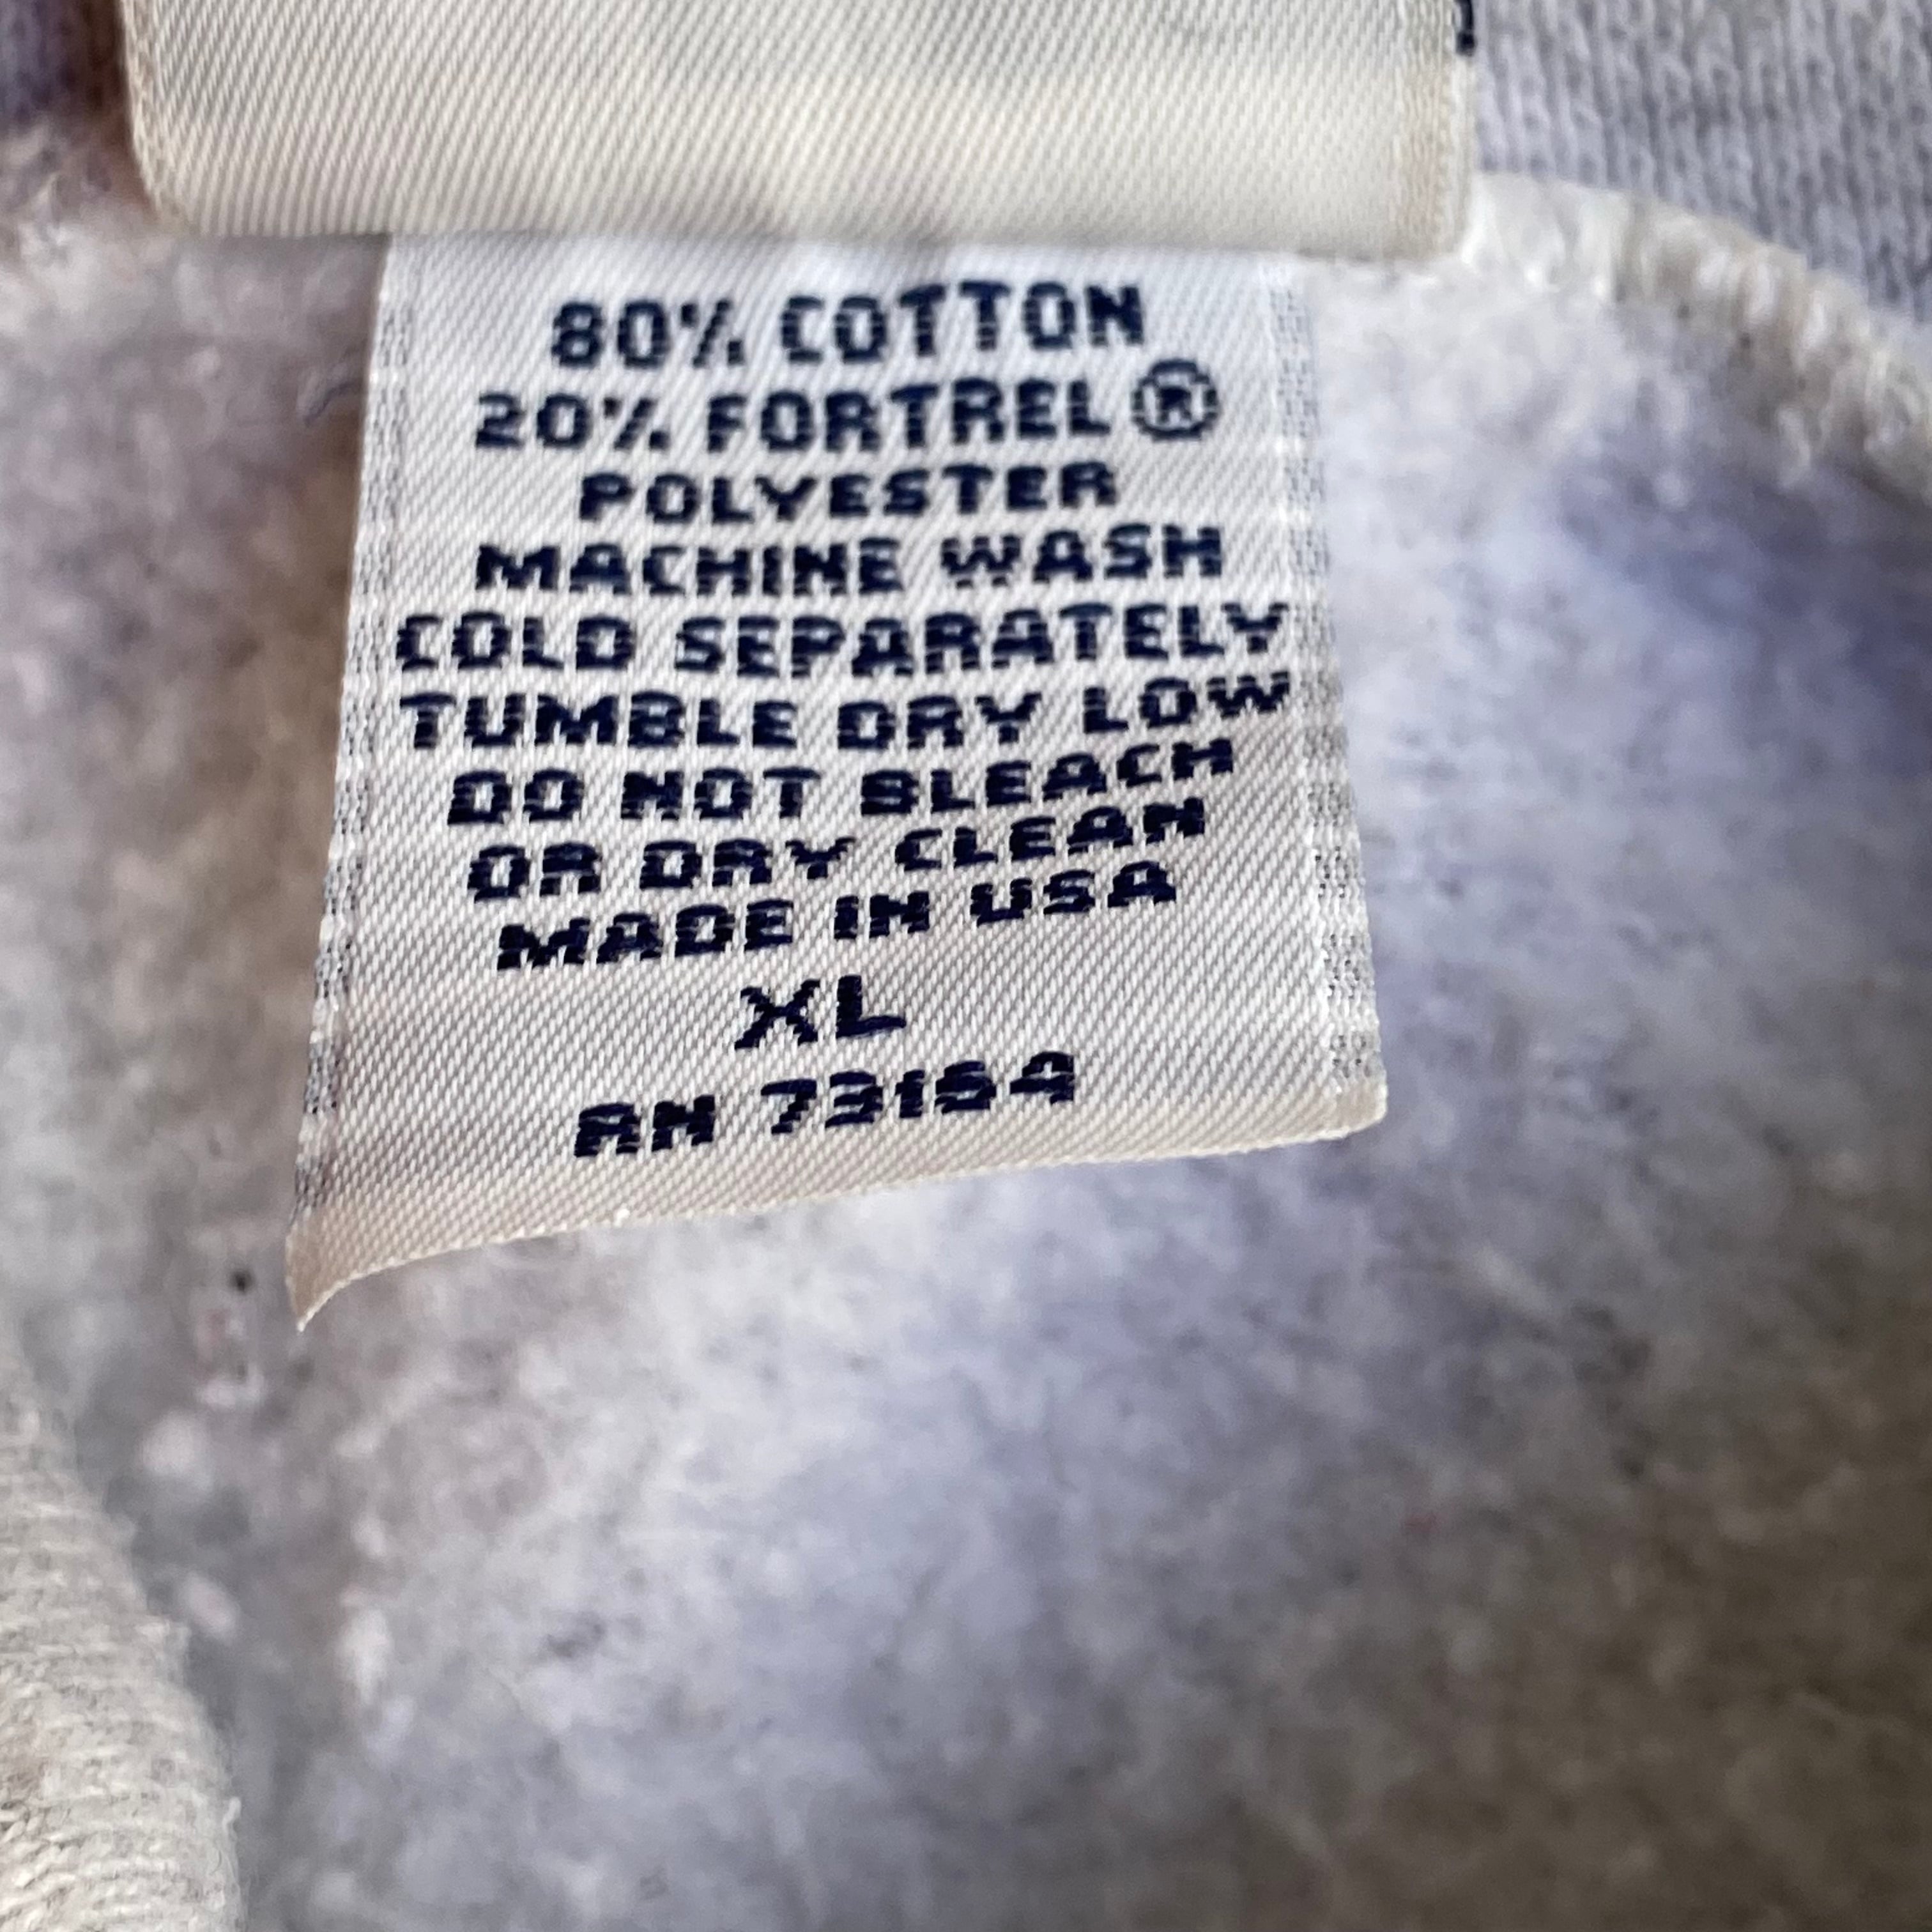 80% COTTON
20% FORTREL®
POLYESTER
MACHINE WASH
COLD SEPARATELY
TUMBLE DRY LOW
DO NOT BLEACH
OR DRY CLEAN
MADE IN USA
XL
RN 73154